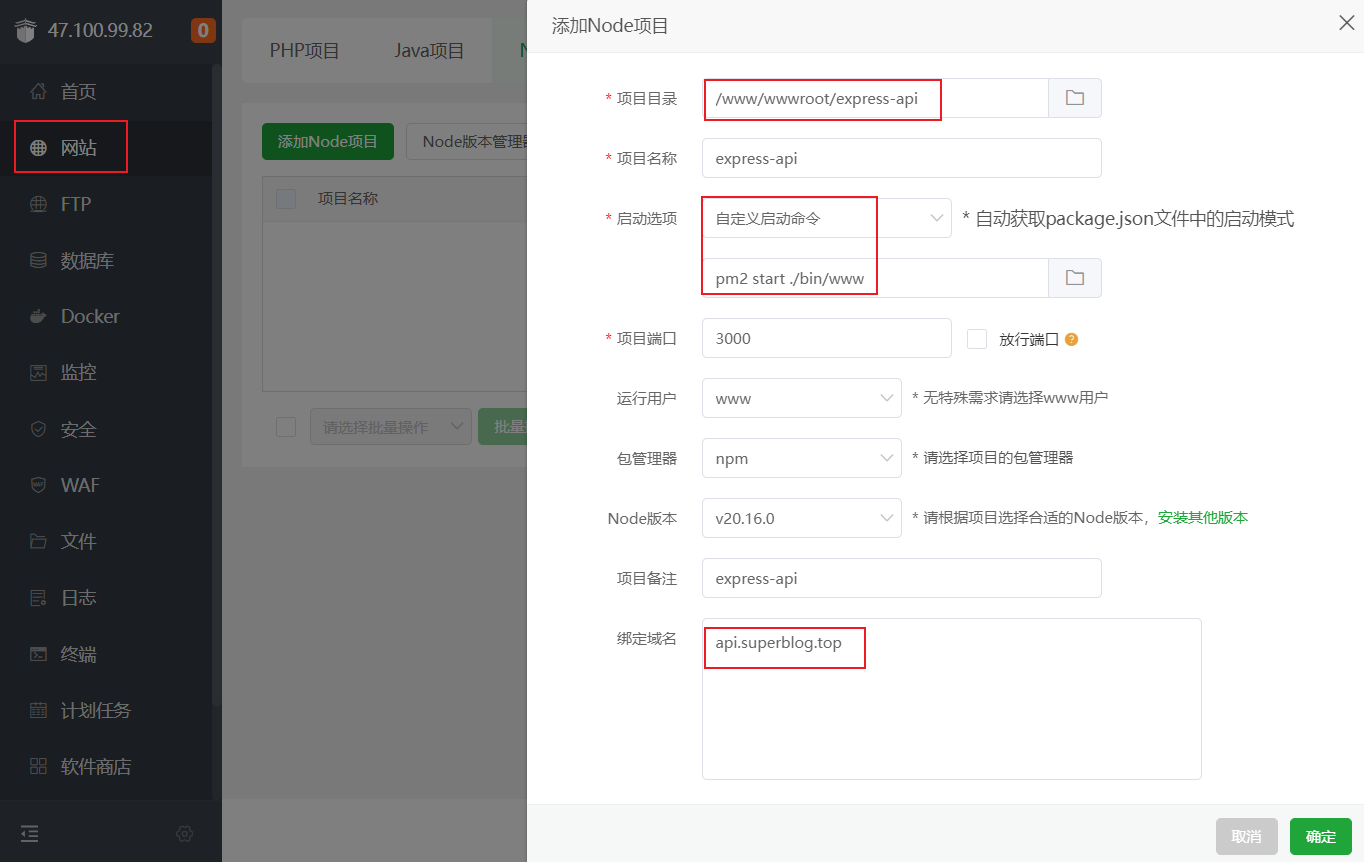 47.100.99.82
0
首页
网站
FTP
数据库
Docker
监控
安全
WAF
文件
日志
终端
计划任务
软件商店
PHP项目
Java项目
添加Node项目
Node版本管理器
项目名称
请选择批量操作
批量
添加Node项目
* 项目目录
/www/wwwroot/express-api
* 项目名称
express-api
* 启动选项
自定义启动命令
* 自动获取package.json文件中的启动模式
pm2 start ./bin/www
* 项目端口
3000
放行端口 ?
运行用户
www
* 无特殊需求请选择www用户
包管理器
npm
* 请选择项目的包管理器
Node版本
v20.16.0
* 请根据项目选择合适的Node版本，安装其他版本
项目备注
express-api
绑定域名
api.superblog.top
取消
确定